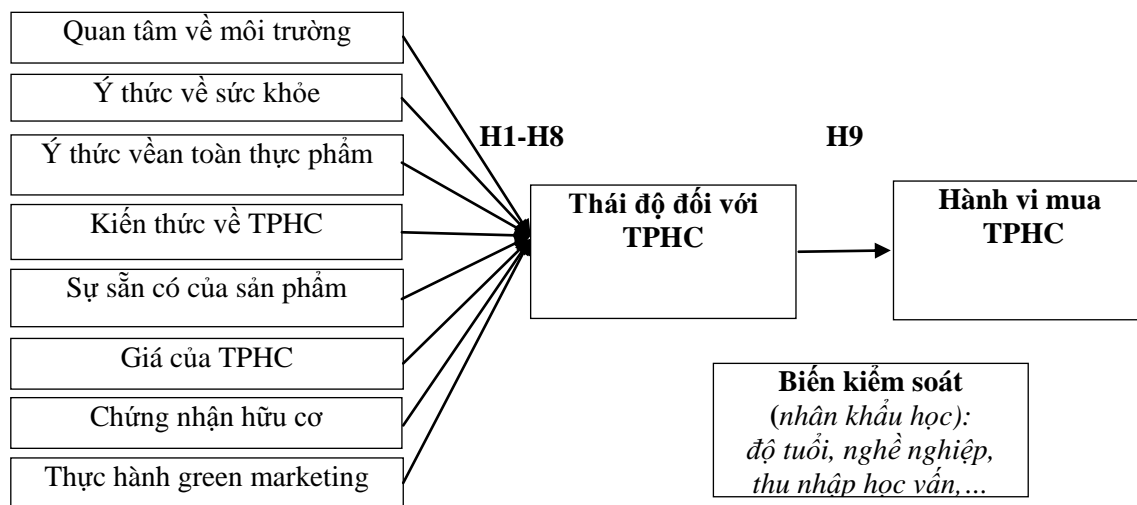 Quan tâm về môi trường
Ý thức về sức khỏe
Ý thức vềan toàn thực phẩm
Kiến thức về TPHC
Sự sẵn có của sản phẩm
Giá của TPHC
Chứng nhận hữu cơ
Thực hành green marketing
H1-H8
Thái độ đối với
TPHC
H9
Hành vi mua
TPHC
Biến kiểm soát
(nhân khẩu học):
độ tuổi, nghề nghiệp,
thu nhập học vấn,…